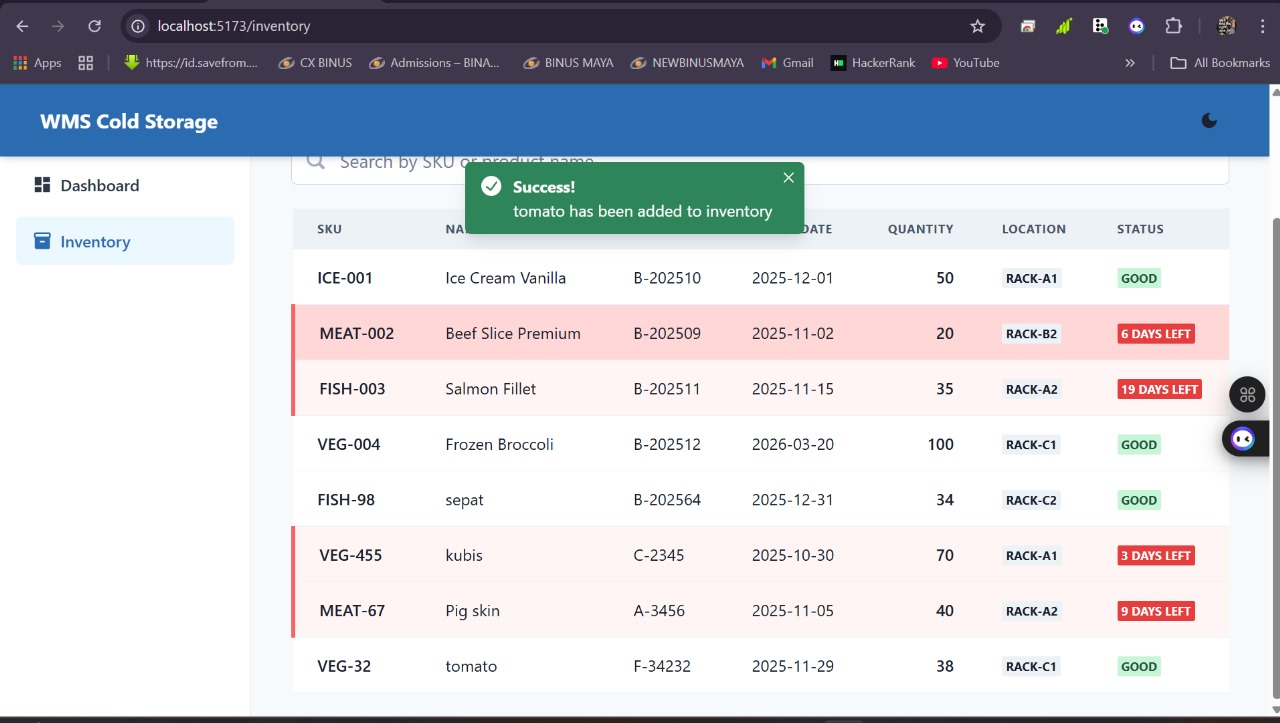 localhost:5173/inventory
Apps https://id.savefrom.... CX BINUS Admissions – BINA... BINUS MAYA NEWBINUSMAYA Gmail HackerRank YouTube » All Bookmarks
WMS Cold Storage
Dashboard
Inventory
Search by SKU or product name
Success!
tomato has been added to inventory
SKU NA DATE QUANTITY LOCATION STATUS
ICE-001 Ice Cream Vanilla B-202510 2025-12-01 50 RACK-A1 GOOD
MEAT-002 Beef Slice Premium B-202509 2025-11-02 20 RACK-B2 6 DAYS LEFT
FISH-003 Salmon Fillet B-202511 2025-11-15 35 RACK-A2 19 DAYS LEFT
VEG-004 Frozen Broccoli B-202512 2026-03-20 100 RACK-C1 GOOD
FISH-98 sepat B-202564 2025-12-31 34 RACK-C2 GOOD
VEG-455 kubis C-2345 2025-10-30 70 RACK-A1 3 DAYS LEFT
MEAT-67 Pig skin A-3456 2025-11-05 40 RACK-A2 9 DAYS LEFT
VEG-32 tomato F-34232 2025-11-29 38 RACK-C1 GOOD